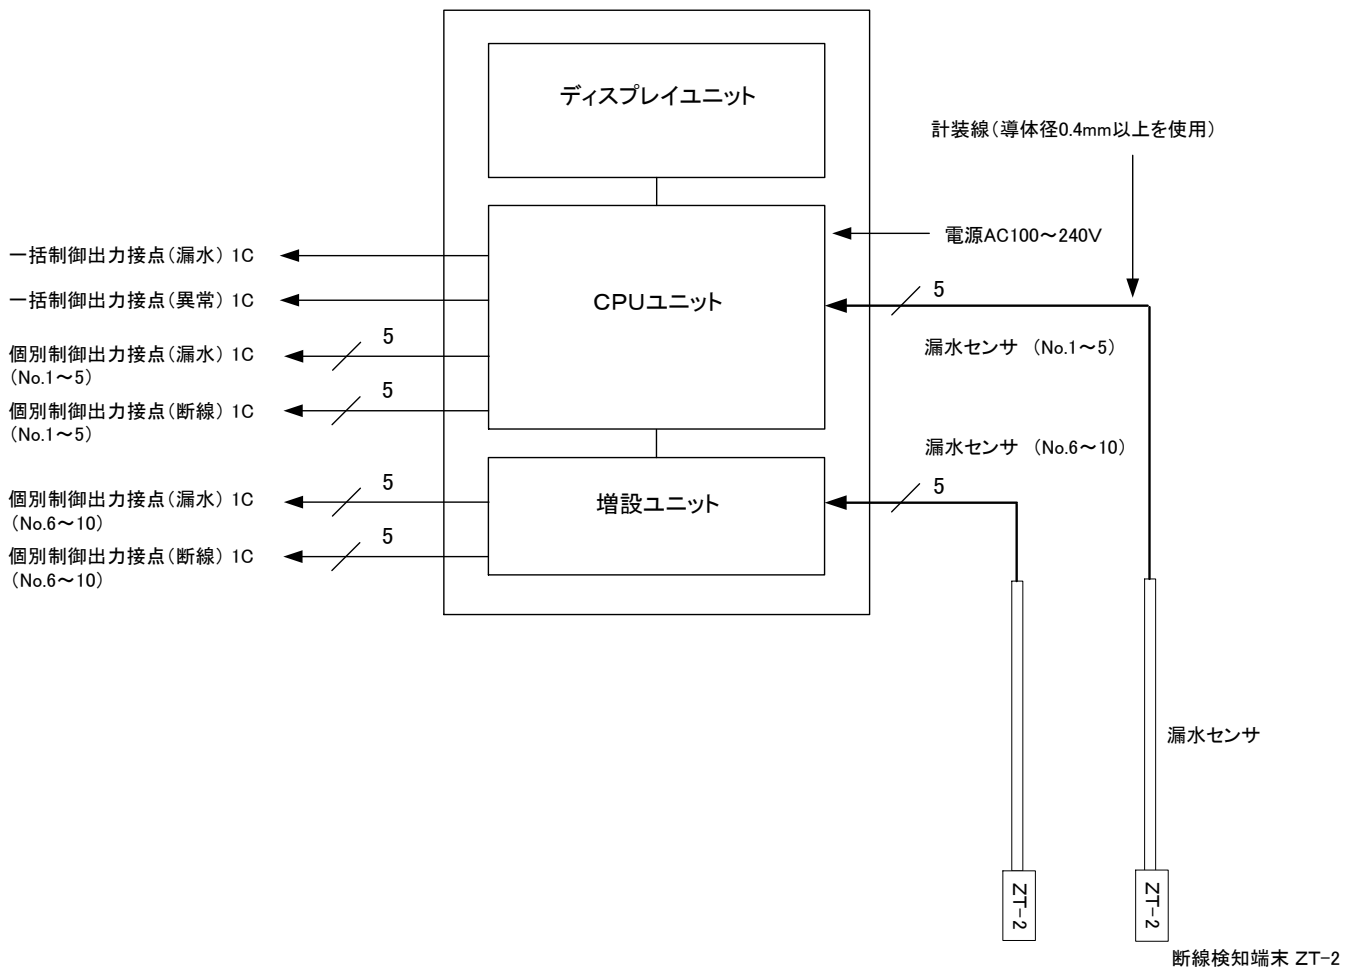 ディスプレイユニット
計装線（導体径0.4mm以上を使用）
電源AC100～240V
一括制御出力接点（漏水） 1C
一括制御出力接点（異常） 1C
CPUユニット
5
漏水センサ （No.1～5）
5
個別制御出力接点（漏水） 1C
（No.1～5）
5
個別制御出力接点（断線） 1C
（No.1～5）
漏水センサ （No.6～10）
5
5
個別制御出力接点（漏水） 1C
（No.6～10）
増設ユニット
5
個別制御出力接点（断線） 1C
（No.6～10）
漏水センサ
ZT-2
ZT-2
断線検知端末 ZT-2